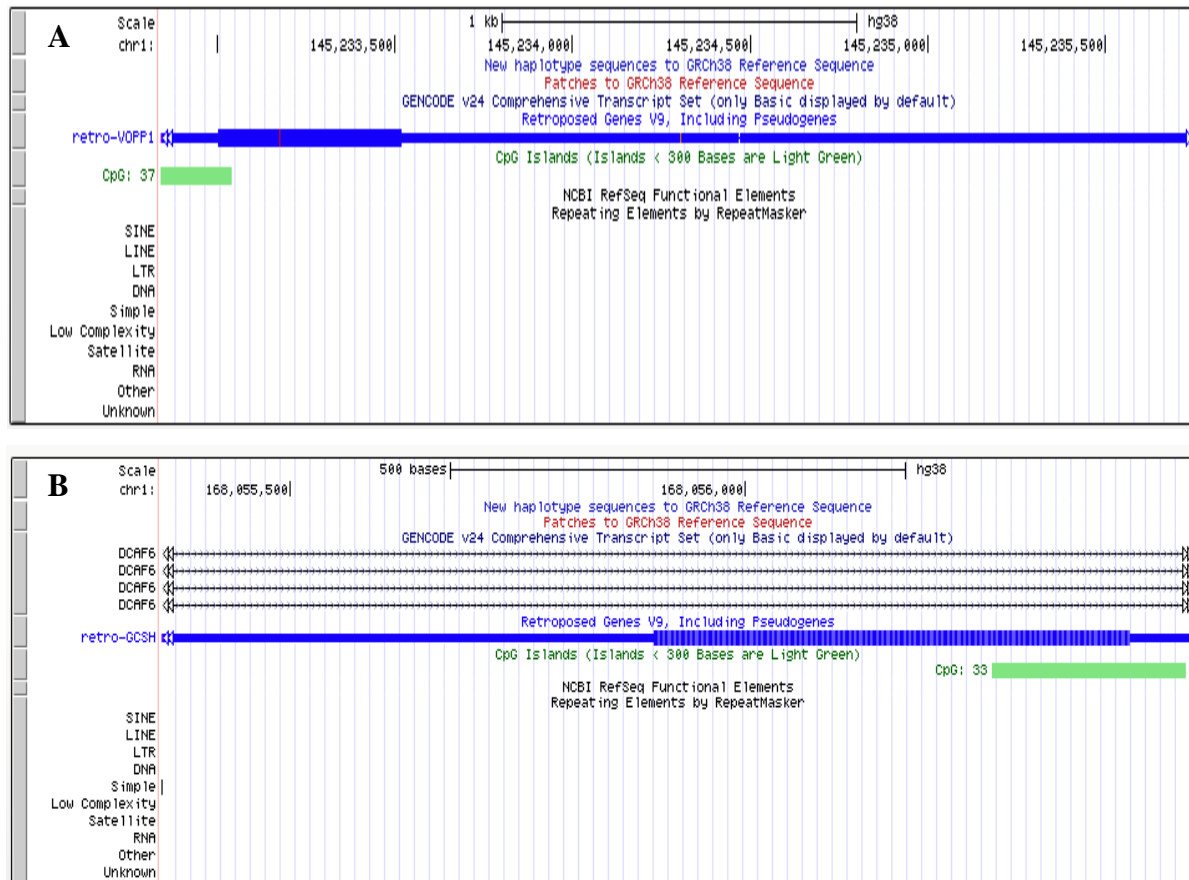 A
Scale 1 kb hg38
chr1: 145,233,500 145,234,000 145,234,500 145,235,000 145,235,500
New haplotype sequences to GRCh38 Reference Sequence
Patches to GRCh38 Reference Sequence
GENCODE v24 Comprehensive Transcript Set (only Basic displayed by default)
Retroposed Genes V9, Including Pseudogenes
retro-VOPP1
CpG Islands (Islands < 300 Bases are Light Green)
CpG: 37
NCBI RefSeq Functional Elements
Repeating Elements by RepeatMasker
SINE
LINE
LTR
DNA
Simple
Low Complexity
Satellite
RNA
Other
Unknown
B
Scale 500 bases hg38
chr1: 168,055,500 168,056,000
New haplotype sequences to GRCh38 Reference Sequence
Patches to GRCh38 Reference Sequence
GENCODE v24 Comprehensive Transcript Set (only Basic displayed by default)
DCAF6
DCAF6
DCAF6
DCAF6
Retroposed Genes V9, Including Pseudogenes
retro-GCSH
CpG Islands (Islands < 300 Bases are Light Green)
CpG: 33
NCBI RefSeq Functional Elements
Repeating Elements by RepeatMasker
SINE
LINE
LTR
DNA
Simple
Low Complexity
Satellite
RNA
Other
Unknown